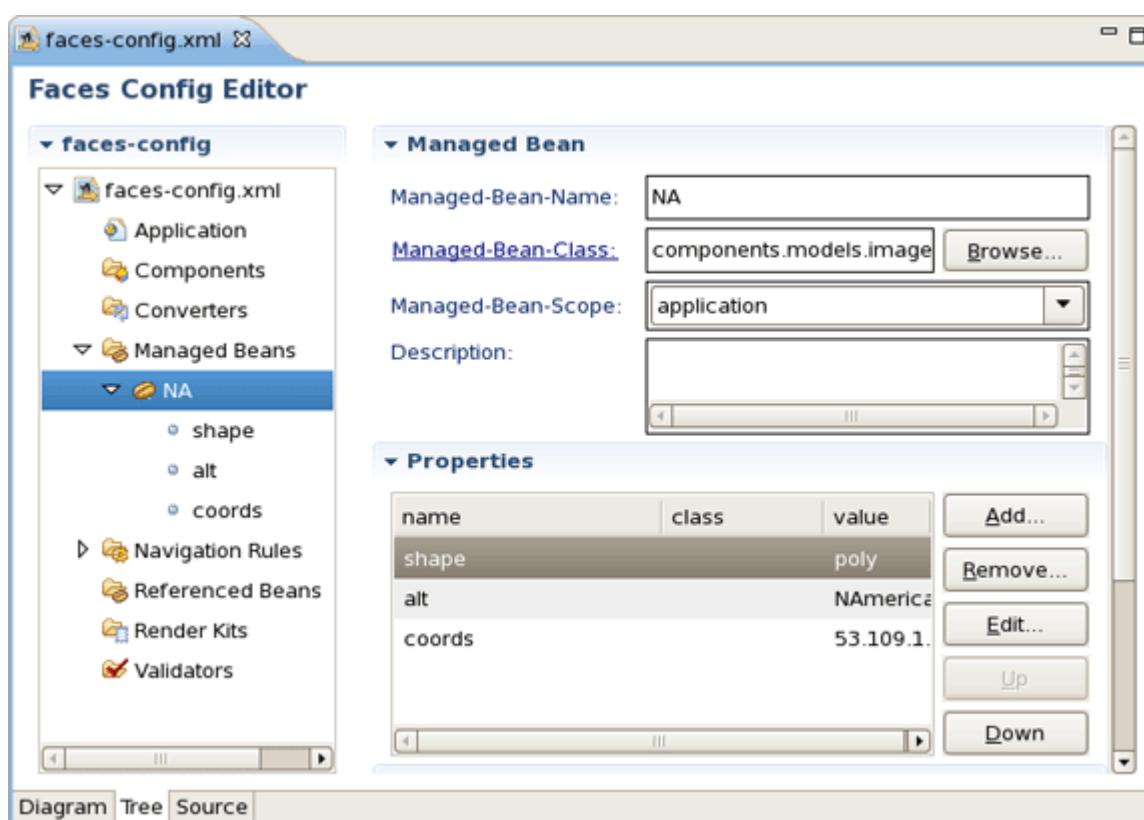 faces-config.xml
Faces Config Editor
faces-config
faces-config.xml
Application
Components
Converters
Managed Beans
NA
shape
alt
coords
Navigation Rules
Referenced Beans
Render Kits
Validators
Managed Bean
Managed-Bean-Name: NA
Managed-Bean-Class: components.models.image Browse...
Managed-Bean-Scope: application
Description:
Properties
name class value
shape poly
alt NAmerica
coords 53.109.1.
Add...
Remove...
Edit...
Up
Down
Diagram Tree Source